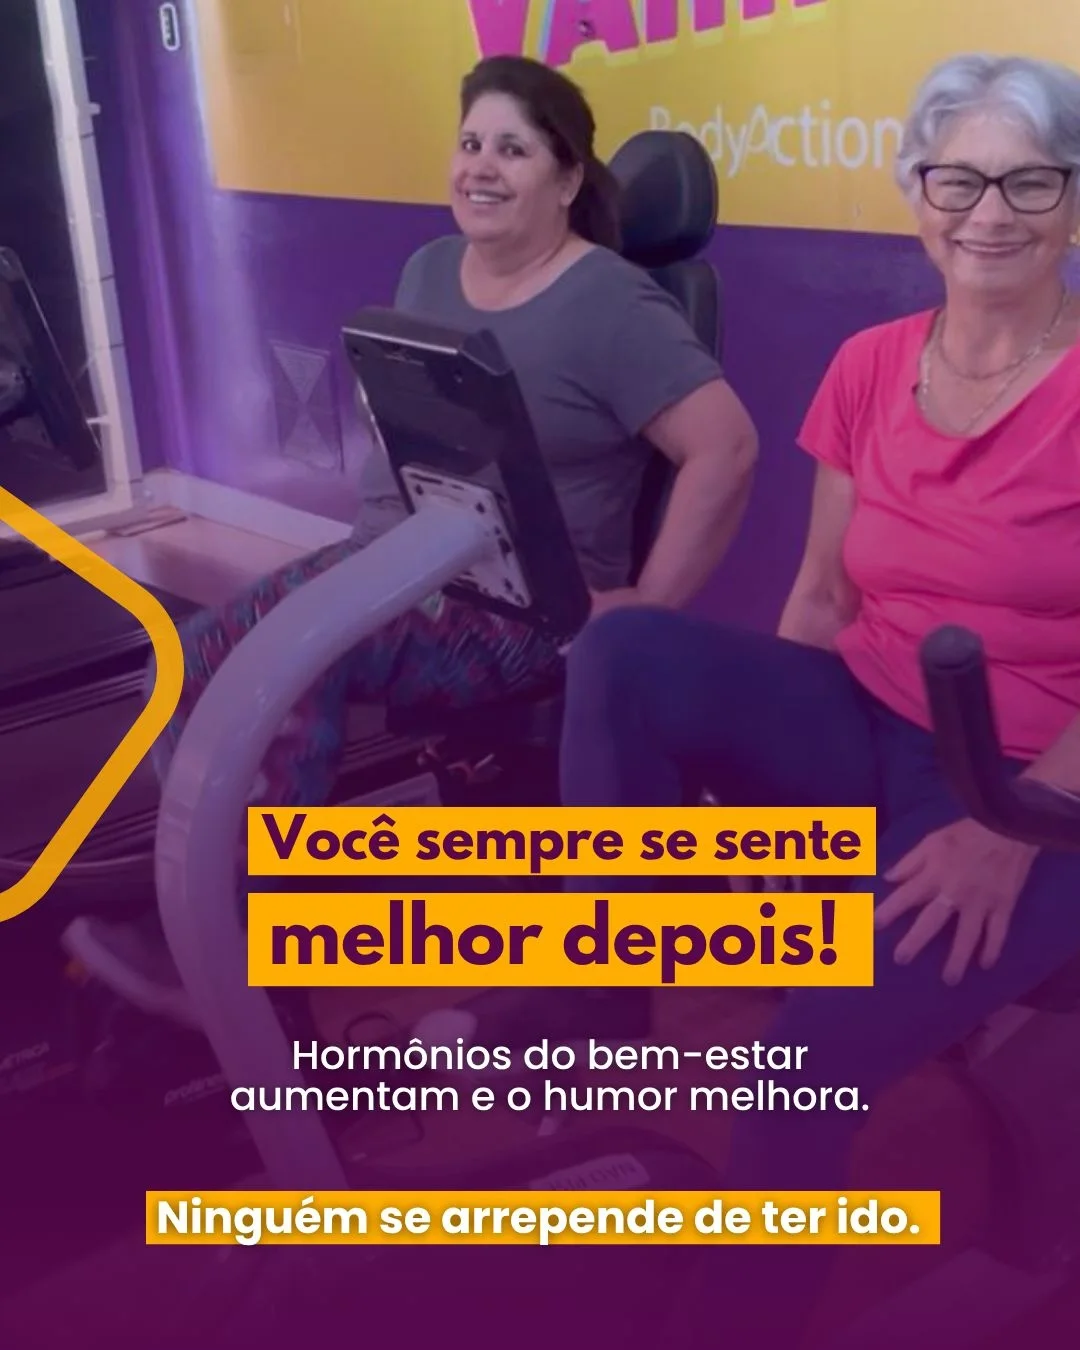 BodyAction
Você sempre se sente
melhor depois!
Hormônios do bem-estar
aumentam e o humor melhora.
Ninguém se arrepende de ter ido.